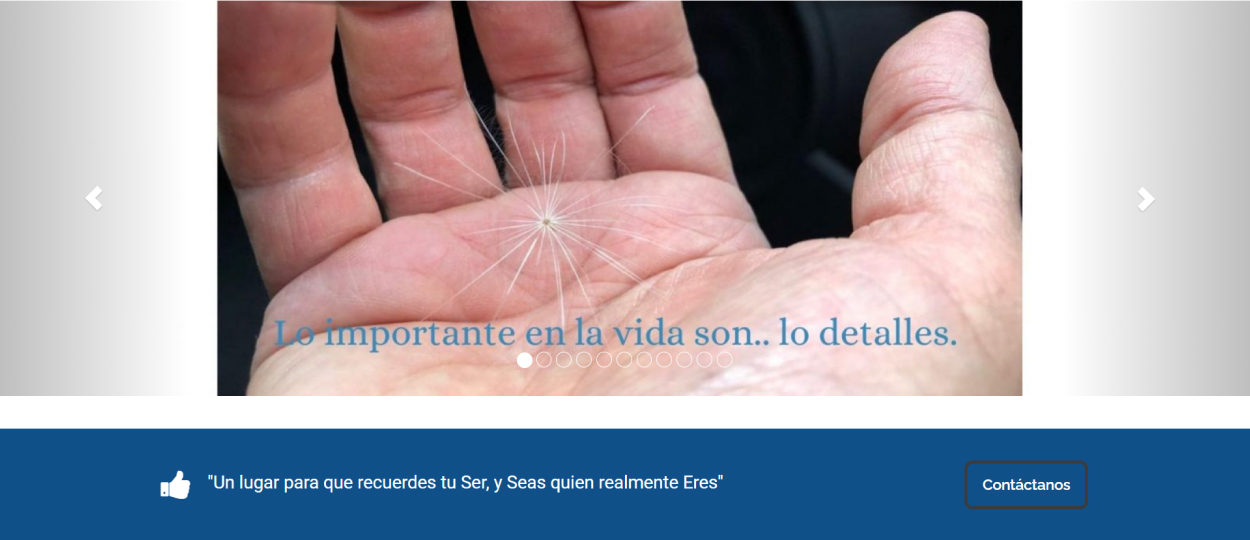 Lo importante en la vida son.. lo detalles.
"Un lugar para que recuerdes tu Ser, y Seas quien realmente Eres"
Contáctanos